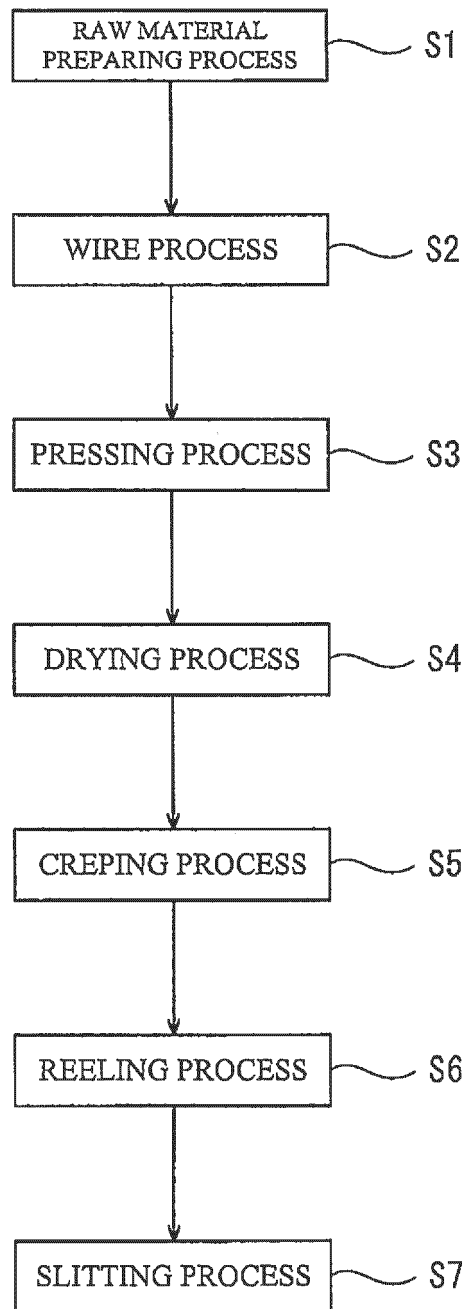 RAW MATERIAL
PREPARING PROCESS
S1
WIRE PROCESS
S2
PRESSING PROCESS
S3
DRYING PROCESS
S4
CREPING PROCESS
S5
REELING PROCESS
S6
SLITTING PROCESS
S7